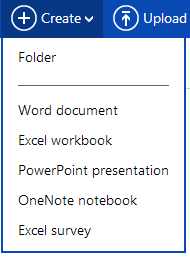 Create Upload
Folder
Word document
Excel workbook
PowerPoint presentation
OneNote notebook
Excel survey